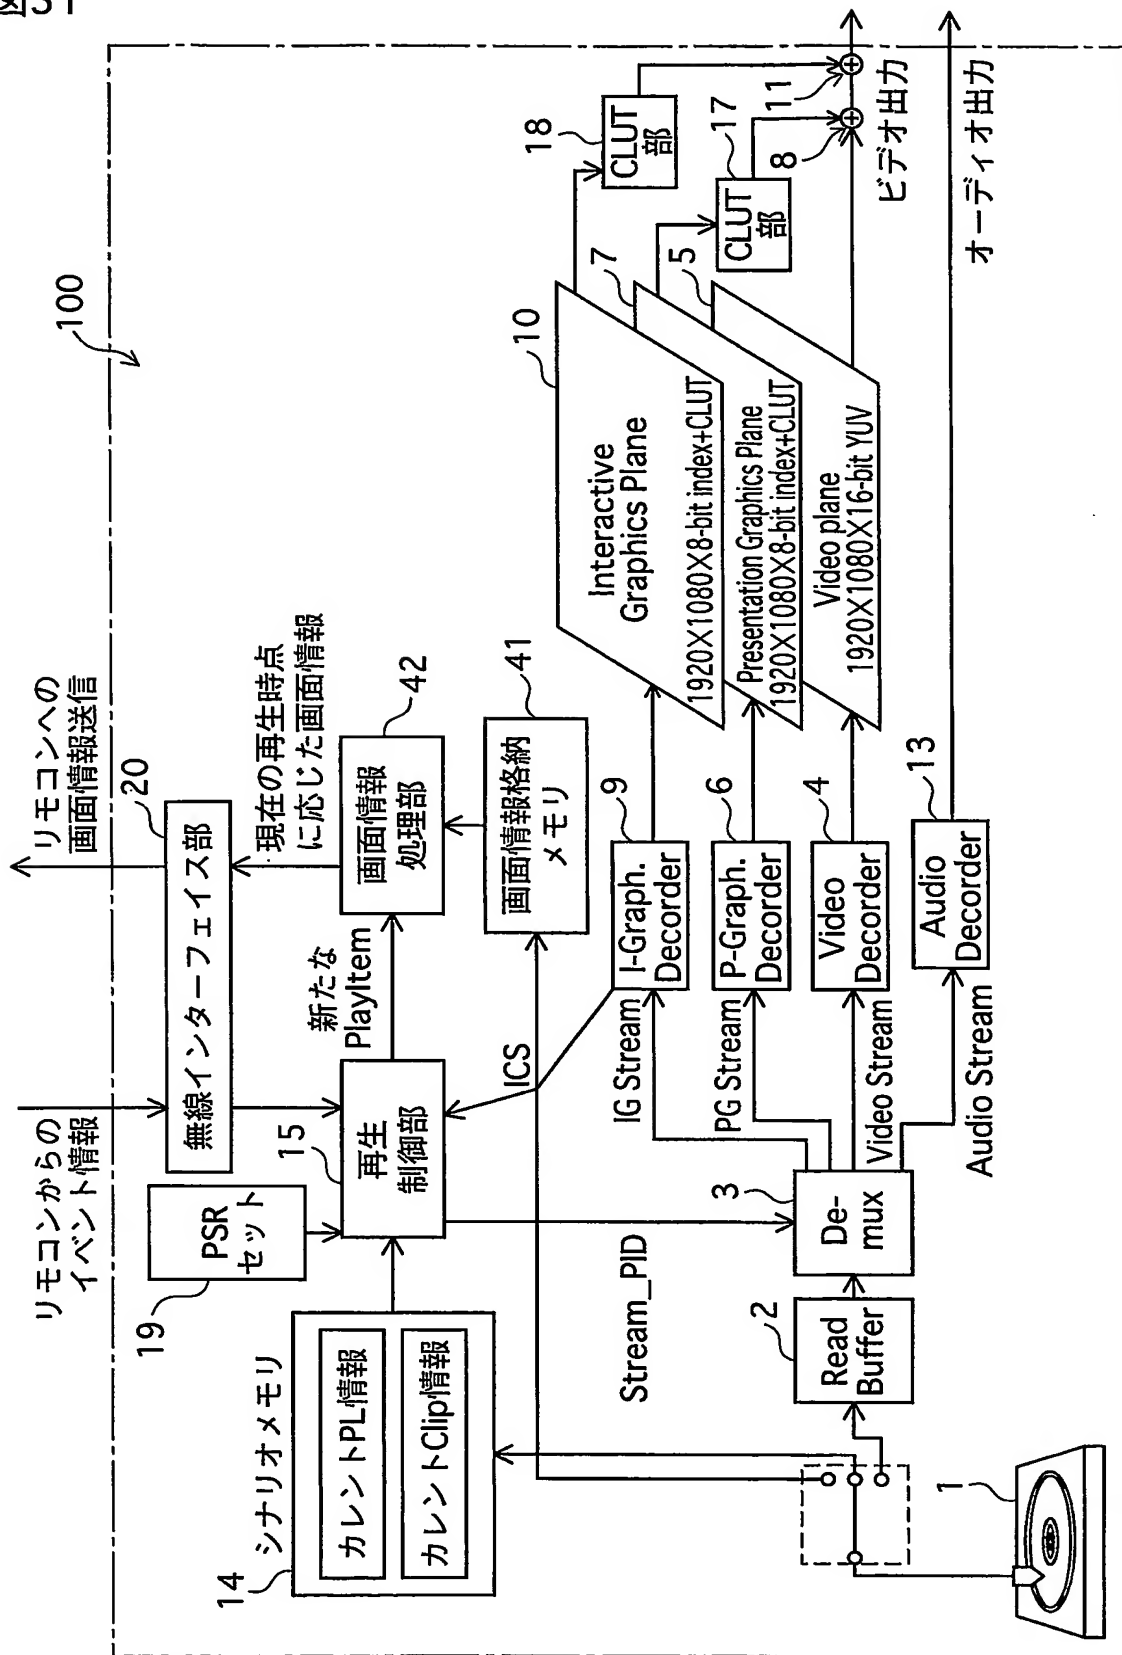 図31
100
リモコンからの
イベント情報
リモコンへの
画面情報送信
20
無線インターフェイス部
現在の再生時点
に応じた画面情報
19
PSR
セット
15
再生
制御部
新たな
PlayItem
42
画面情報
処理部
41
画面情報格納
メモリ
14
シナリオメモリ
カレントPL情報
カレントClip情報
ICS
Stream_PID
1
2
Read
Buffer
3
De-
mux
IG Stream
PG Stream
Video Stream
Audio Stream
9
I-Graph.
Decorder
6
P-Graph.
Decorder
4
Video
Decorder
13
Audio
Decorder
10
Interactive
Graphics Plane
1920X1080X8-bit index+CLUT
7
Presentation Graphics Plane
1920X1080X8-bit index+CLUT
5
Video plane
1920X1080X16-bit YUV
18
CLUT
部
17
CLUT
部
11
8
ビデオ出力
オーディオ出力